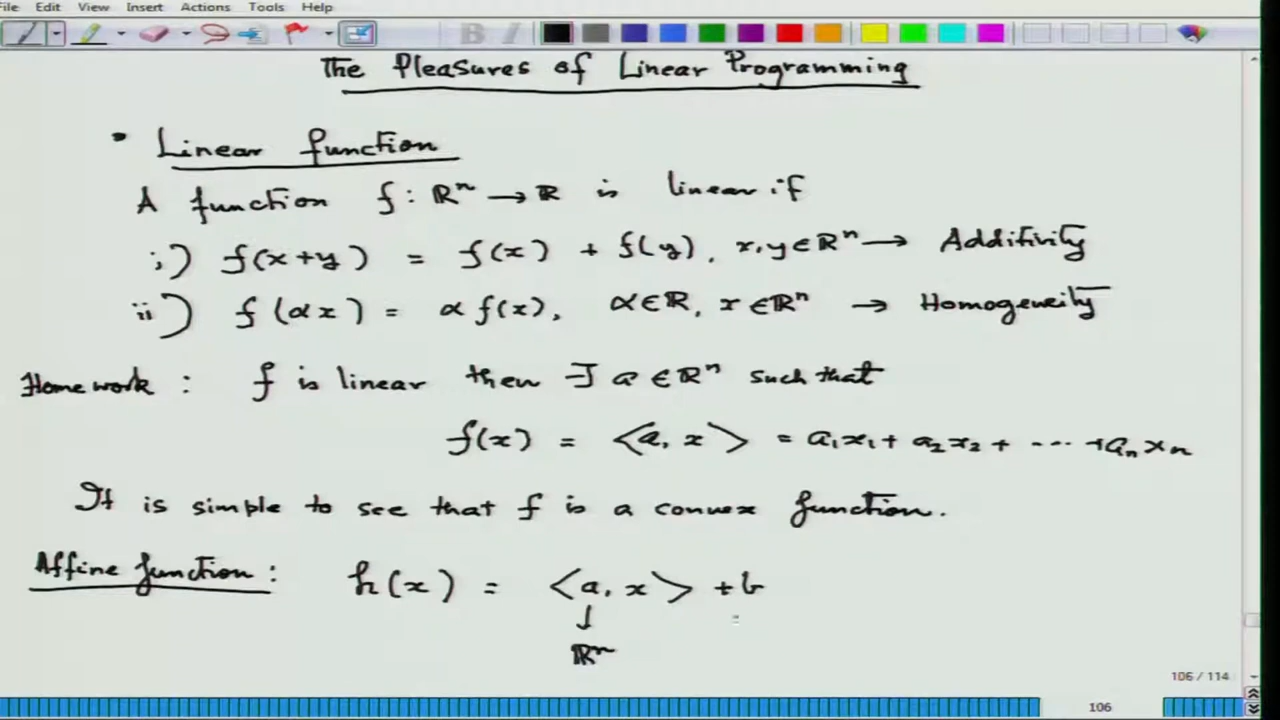 File Edit View Insert Actions Tools Help
B I
The Pleasures of Linear Programming
• Linear function
A function f : ℝⁿ → ℝ is linear if
i) f(x+y) = f(x) + f(y), x,y ∈ ℝⁿ → Additivity
ii) f(αx) = α f(x), α ∈ ℝ, x ∈ ℝⁿ → Homogeneity
Homework : f is linear then ∃ a ∈ ℝⁿ such that
f(x) = <a, x> = a₁x₁ + a₂x₂ + ---- + aₙxₙ
It is simple to see that f is a convex function.
Affine function : h(x) = <a, x> + b
↓
ℝⁿ
106 / 114
106